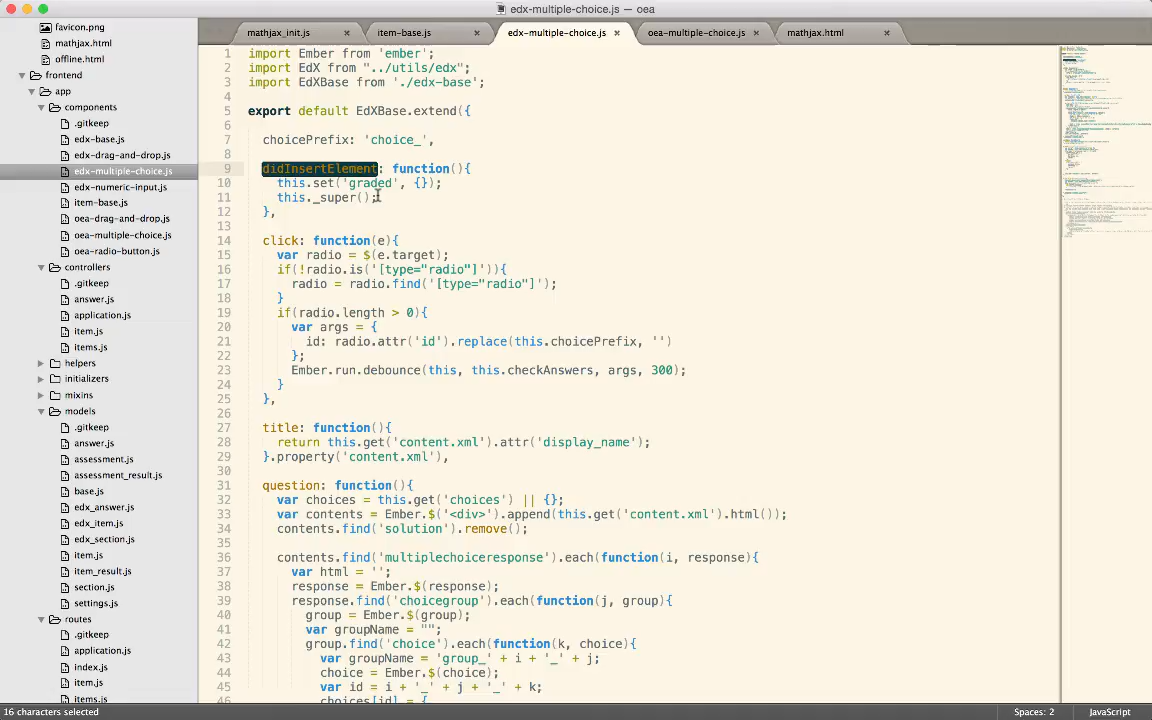 edx-multiple-choice.js — oea
mathjax_init.js ×
item-base.js ×
edx-multiple-choice.js ×
oea-multiple-choice.js ×
mathjax.html ×
favicon.png
mathjax.html
offline.html
frontend
app
components
.gitkeep
edx-base.js
edx-drag-and-drop.js
edx-multiple-choice.js
edx-numeric-input.js
item-base.js
oea-drag-and-drop.js
oea-multiple-choice.js
oea-radio-button.js
controllers
.gitkeep
answer.js
application.js
item.js
items.js
helpers
initializers
mixins
models
.gitkeep
answer.js
assessment.js
assessment_result.js
base.js
edx_answer.js
edx_item.js
edx_section.js
item.js
item_result.js
section.js
settings.js
routes
.gitkeep
application.js
index.js
item.js
items.js
1 import Ember from 'ember';
2 import EdX from "../utils/edx";
3 import EdXBase from './edx-base';
4
5 export default EdXBase.extend({
6
7 choicePrefix: 'choice_',
8
9 didInsertElement: function(){
10 this.set('graded', {});
11 this._super();
12 },
13
14 click: function(e){
15 var radio = $(e.target);
16 if(!radio.is('[type="radio"]')){
17 radio = radio.find('[type="radio"]');
18 }
19 if(radio.length > 0){
20 var args = {
21 id: radio.attr('id').replace(this.choicePrefix, '')
22 };
23 Ember.run.debounce(this, this.checkAnswers, args, 300);
24 }
25 },
26
27 title: function(){
28 return this.get('content.xml').attr('display_name');
29 }.property('content.xml'),
30
31 question: function(){
32 var choices = this.get('choices') || {};
33 var contents = Ember.$('<div>').append(this.get('content.xml').html());
34 contents.find('solution').remove();
35
36 contents.find('multiplechoiceresponse').each(function(i, response){
37 var html = '';
38 response = Ember.$(response);
39 response.find('choicegroup').each(function(j, group){
40 group = Ember.$(group);
41 var groupName = "";
42 group.find('choice').each(function(k, choice){
43 var groupName = 'group_' + i + '_' + j;
44 choice = Ember.$(choice);
45 var id = i + '_' + j + '_' + k;
46 choices[id] = {
16 characters selected
Spaces: 2
JavaScript